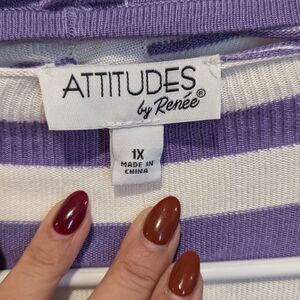 ATTITUDES
by Renée®
1X
MADE IN
CHINA